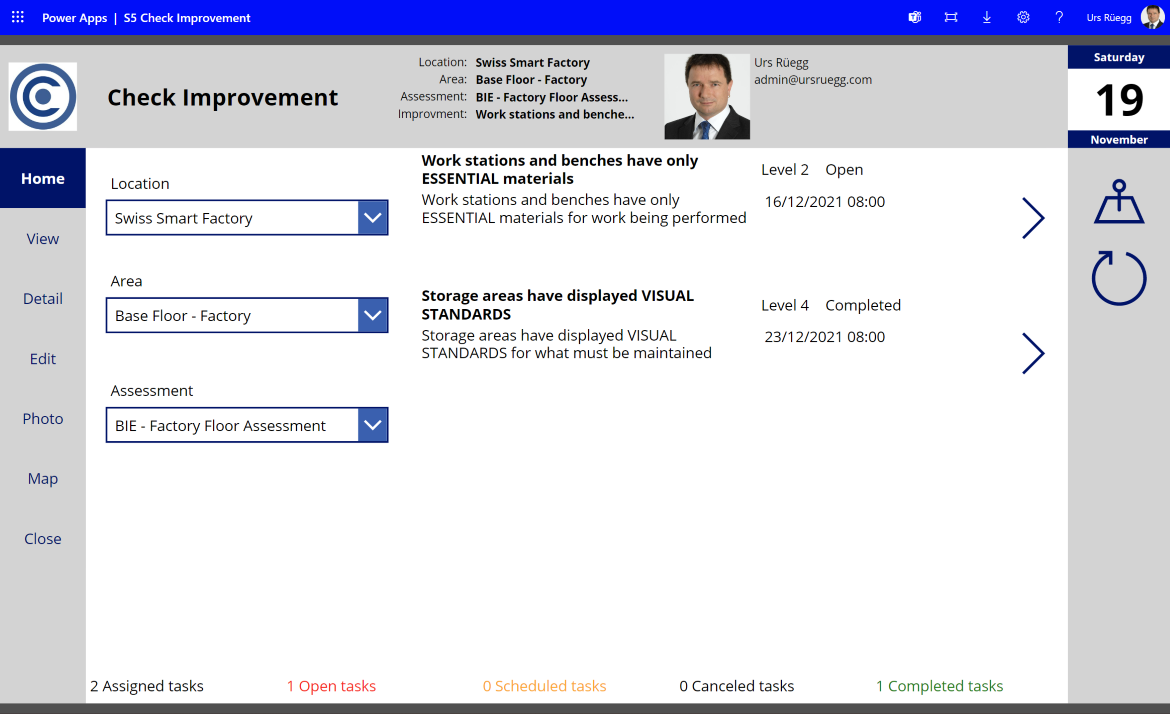 Power Apps | S5 Check Improvement
? Urs Rüegg
Check Improvement
Location: Swiss Smart Factory
Area: Base Floor - Factory
Assessment: BIE - Factory Floor Assess...
Improvment: Work stations and benche...
Urs Rüegg
admin@ursruegg.com
Saturday
19
November
Home
View
Detail
Edit
Photo
Map
Close
Location
Swiss Smart Factory
Area
Base Floor - Factory
Assessment
BIE - Factory Floor Assessment
Work stations and benches have only
ESSENTIAL materials
Work stations and benches have only
ESSENTIAL materials for work being performed
Level 2 Open
16/12/2021 08:00
Storage areas have displayed VISUAL
STANDARDS
Storage areas have displayed VISUAL
STANDARDS for what must be maintained
Level 4 Completed
23/12/2021 08:00
2 Assigned tasks 1 Open tasks 0 Scheduled tasks 0 Canceled tasks 1 Completed tasks